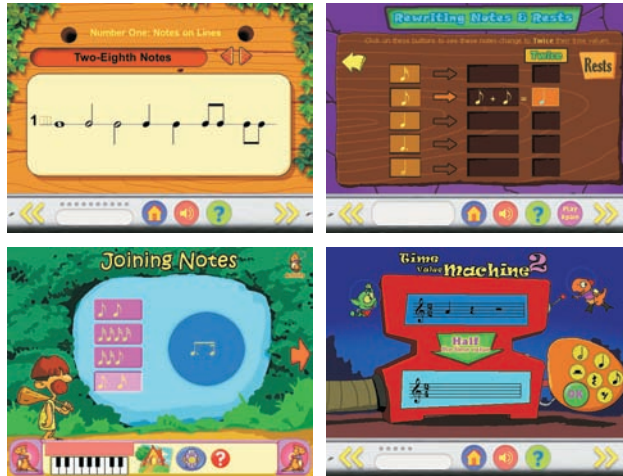 Number One: Notes on Lines
Two-Eighth Notes
1
Rewriting Notes & Rests
Click on these buttons to see these notes change to Twice their time values.
Twice
Rests
+ =
Play Again
?
?
Joining Notes
?
Time
Value Machine 2
Half
OK
?